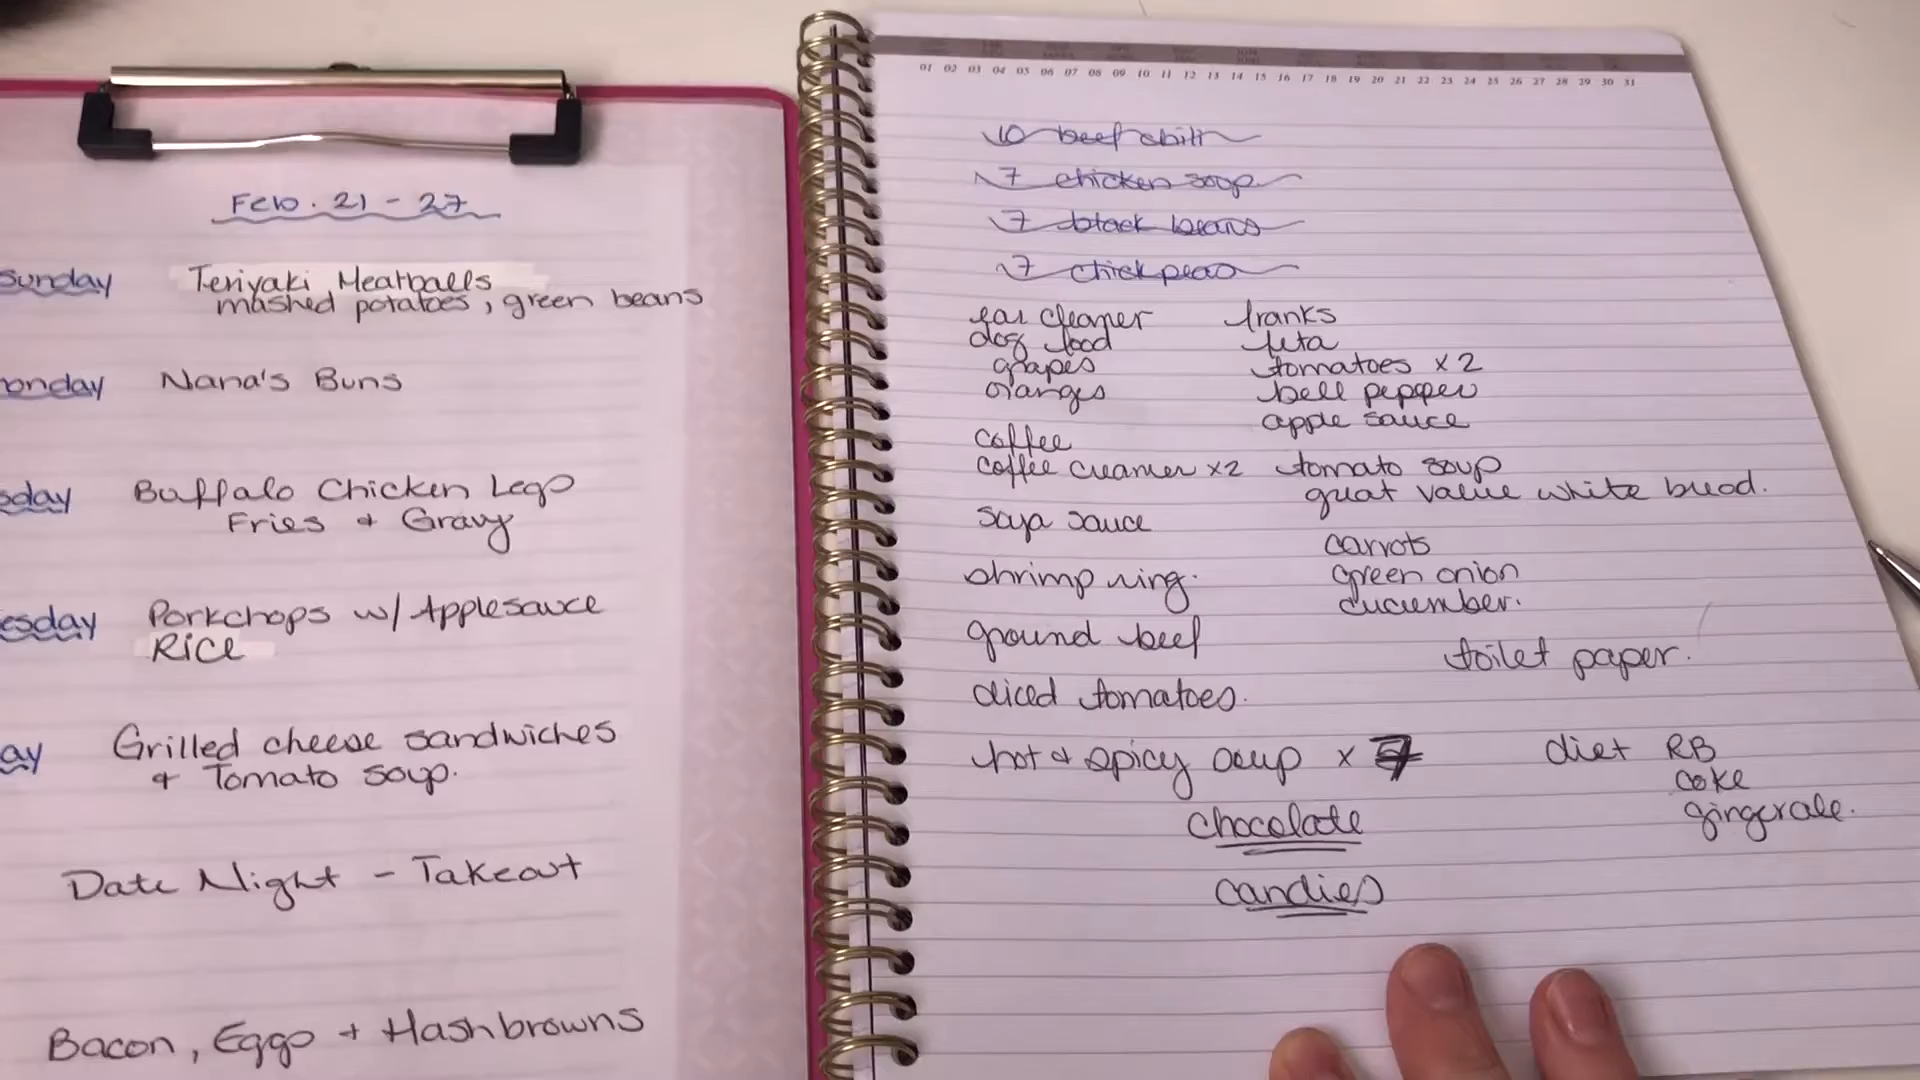 Feb. 21 - 27
Sunday Teriyaki Meatballs
mashed potatoes, green beans
onday Nana's Buns
sday Buffalo Chicken Legs
Fries + Gravy
esday Porkchops w/ Applesauce
Rice
ay Grilled cheese sandwiches
+ Tomato soup.
Date Night - Takeout
Bacon, Eggs + Hashbrowns
01 02 03 04 05 06 07 08 09 10 11 12 13 14 15 16 17 18 19 20 21 22 23 24 25 26 27 28 29 30 31
10 beef chili
7 chicken soup
7 black beans
7 chickpeas
ear cleaner
dog food
grapes
oranges
coffee
coffee creamer x2
soya sauce
shrimp ring.
ground beef
diced tomatoes.
hot + spicy soup x
chocolate
candies
franks
feta
tomatoes x 2
bell pepper
apple sauce
tomato soup
great value white bread.
carrots
green onion
cucumber.
toilet paper.
diet RB
coke
gingerale.